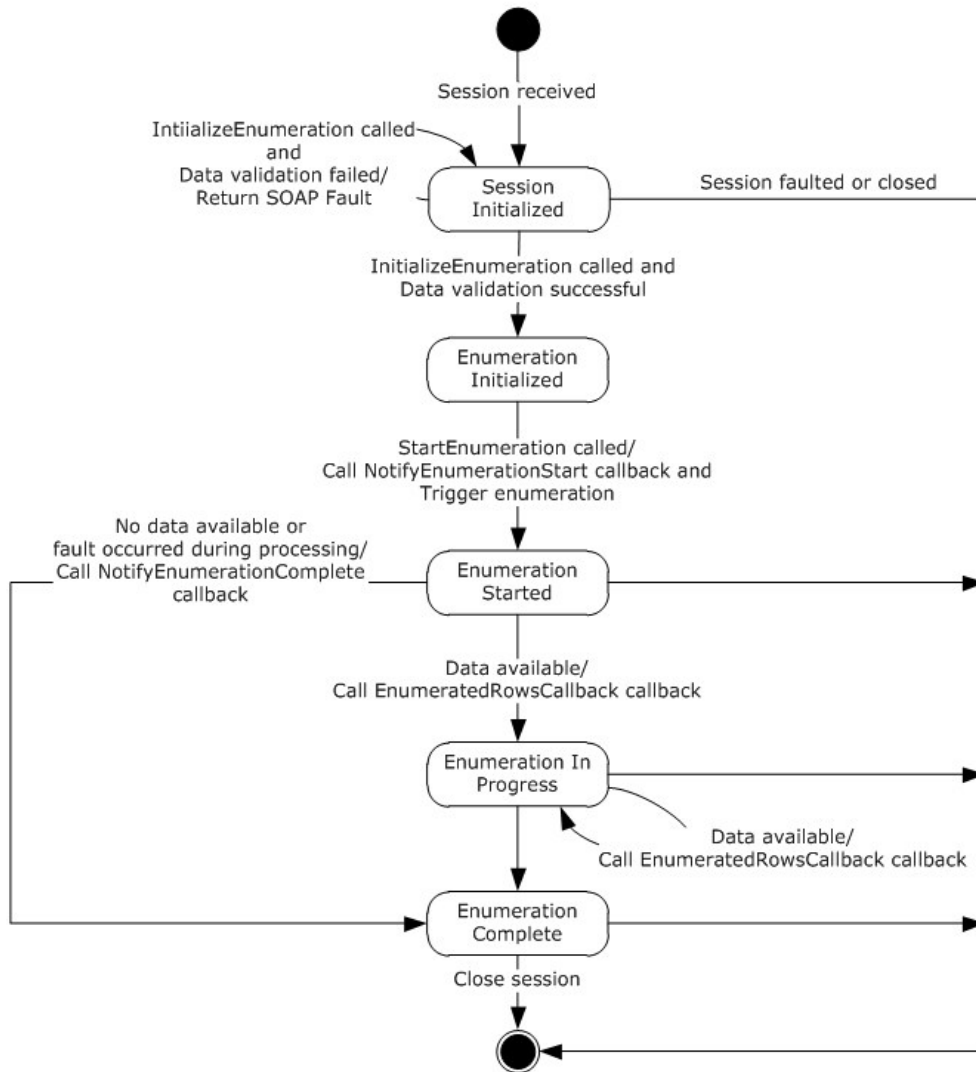 Session received
IntiializeEnumeration called
and
Data validation failed/
Return SOAP Fault
Session
Initialized
Session faulted or closed
InitializeEnumeration called and
Data validation successful
Enumeration
Initialized
StartEnumeration called/
Call NotifyEnumerationStart callback and
Trigger enumeration
No data available or
fault occurred during processing/
Call NotifyEnumerationComplete
callback
Enumeration
Started
Data available/
Call EnumeratedRowsCallback callback
Enumeration In
Progress
Data available/
Call EnumeratedRowsCallback callback
Enumeration
Complete
Close session